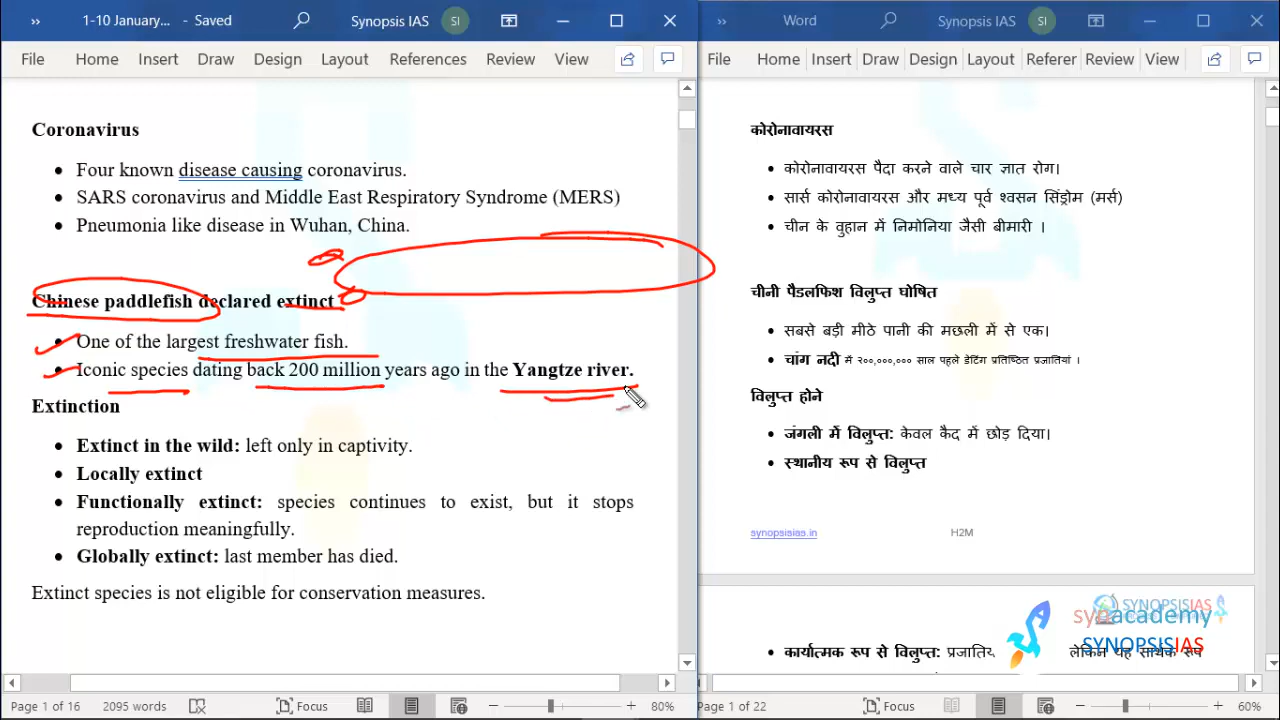 1-10 January... - Saved
Synopsis IAS
SI
File Home Insert Draw Design Layout References Review View
Coronavirus
• Four known disease causing coronavirus.
• SARS coronavirus and Middle East Respiratory Syndrome (MERS)
• Pneumonia like disease in Wuhan, China.
Chinese paddlefish declared extinct
• One of the largest freshwater fish.
• Iconic species dating back 200 million years ago in the Yangtze river.
Extinction
• Extinct in the wild: left only in captivity.
• Locally extinct
• Functionally extinct: species continues to exist, but it stops
reproduction meaningfully.
• Globally extinct: last member has died.
Extinct species is not eligible for conservation measures.
Page 1 of 16 2095 words Focus 80%
Word
Synopsis IAS
SI
File Home Insert Draw Design Layout Referer Review View
कोरोनावायरस
• कोरोनावायरस पैदा करने वाले चार ज्ञात रोग।
• सार्स कोरोनावायरस और मध्य पूर्व श्वसन सिंड्रोम (मर्स)
• चीन के वुहान में निमोनिया जैसी बीमारी ।
चीनी पैडलफिश विलुप्त घोषित
• सबसे बड़ी मीठे पानी की मछली में से एक।
• चांग नदी में २००,०००,००० साल पहले डेटिंग प्रतिष्ठित प्रजातियां ।
विलुप्त होने
• जंगली में विलुप्त: केवल कैद में छोड़ दिया।
• स्थानीय रूप से विलुप्त
synopsisias.in H2M
SYNOPSISIAS
synacademy
SYNOPSISIAS
• कार्यात्मक रूप से विलुप्त: लेकिन यह सार्थक रूप
Page 1 of 22 Focus 60%